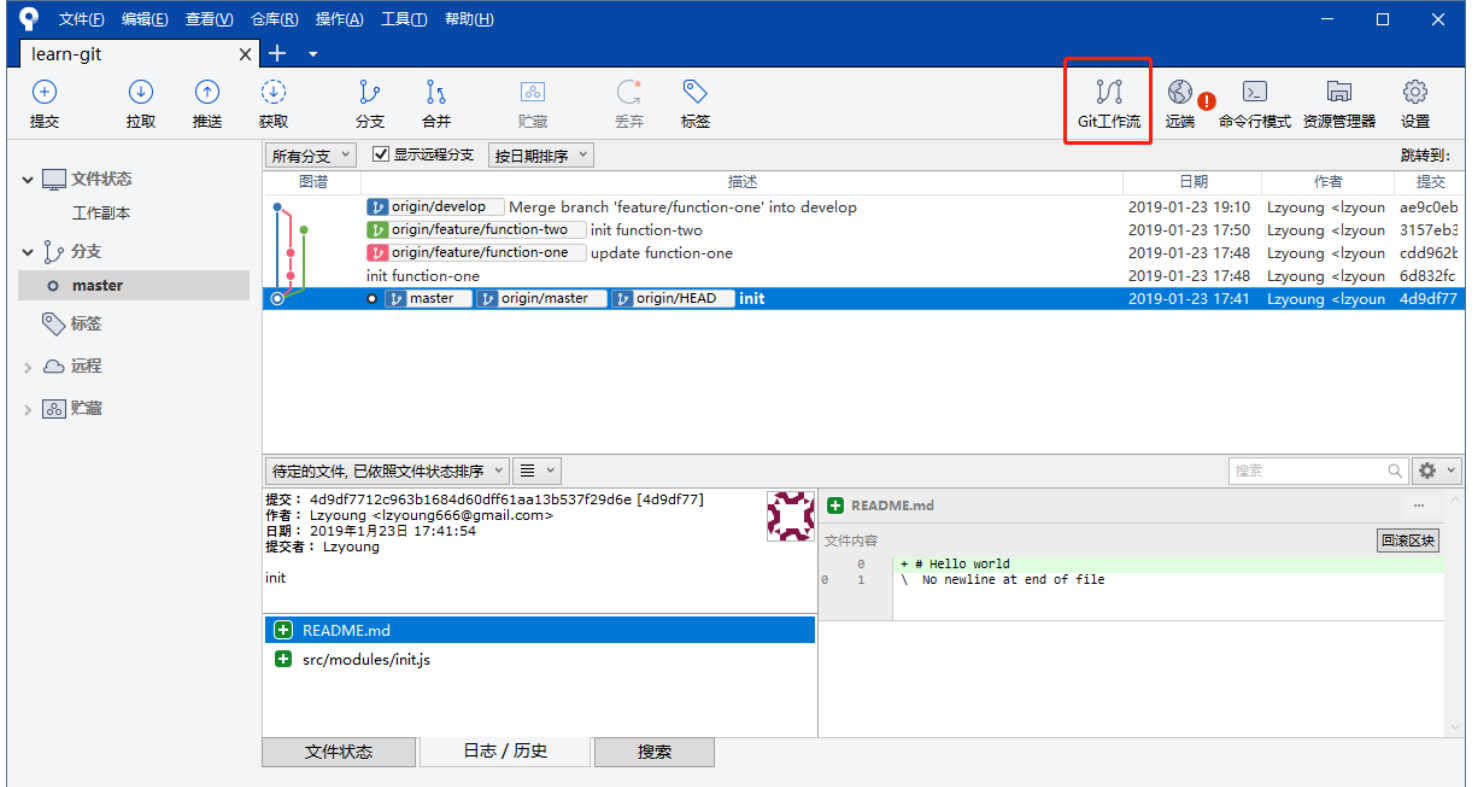 文件(F) 编辑(E) 查看(V) 仓库(R) 操作(A) 工具(T) 帮助(H)
learn-git
提交 拉取 推送 获取 分支 合并 贮藏 丢弃 标签 Git工作流 远端 命令行模式 资源管理器 设置
所有分支 显示远程分支 按日期排序 跳转到:
图谱 描述 日期 作者 提交
origin/develop Merge branch 'feature/function-one' into develop 2019-01-23 19:10 Lzyoung <lzyoun ae9c0eb
origin/feature/function-two init function-two 2019-01-23 17:50 Lzyoung <lzyoun 3157eb3
origin/feature/function-one update function-one 2019-01-23 17:48 Lzyoung <lzyoun cdd962b
init function-one 2019-01-23 17:48 Lzyoung <lzyoun 6d832fc
master origin/master origin/HEAD init 2019-01-23 17:41 Lzyoung <lzyoun 4d9df77
文件状态
工作副本
分支
master
标签
远程
贮藏
待定的文件, 已依照文件状态排序 搜索
提交： 4d9df7712c963b1684d60dff61aa13b537f29d6e [4d9df77]
作者： Lzyoung <lzyoung666@gmail.com>
日期： 2019年1月23日 17:41:54
提交者： Lzyoung
init
README.md
src/modules/init.js
README.md ...
文件内容 回滚区块
0 + # Hello world
0 1 \ No newline at end of file
文件状态 日志 / 历史 搜索